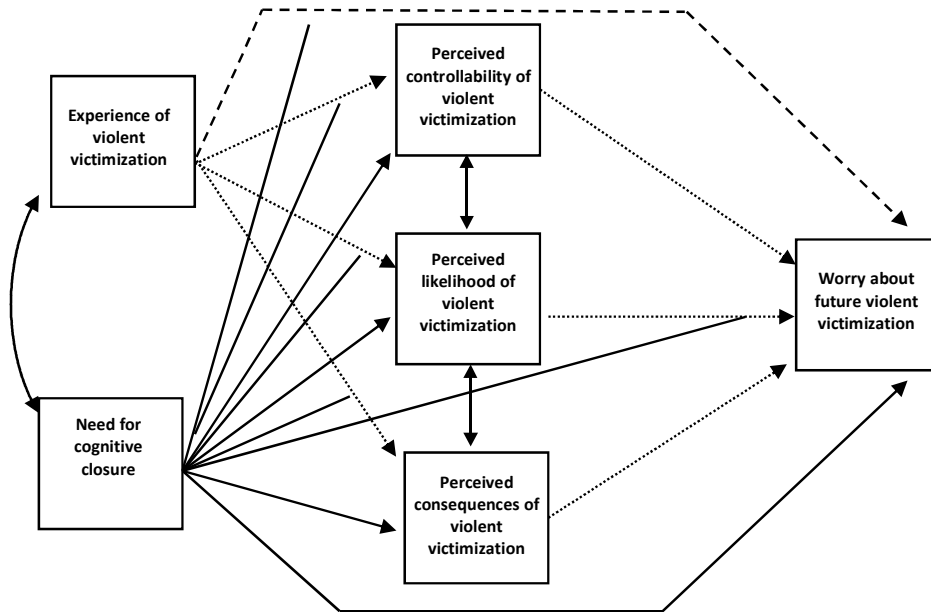 Perceived
controllability of
violent
victimization
Experience of
violent
victimization
Perceived
likelihood of
violent
victimization
Worry about
future violent
victimization
Need for
cognitive
closure
Perceived
consequences of
violent
victimization